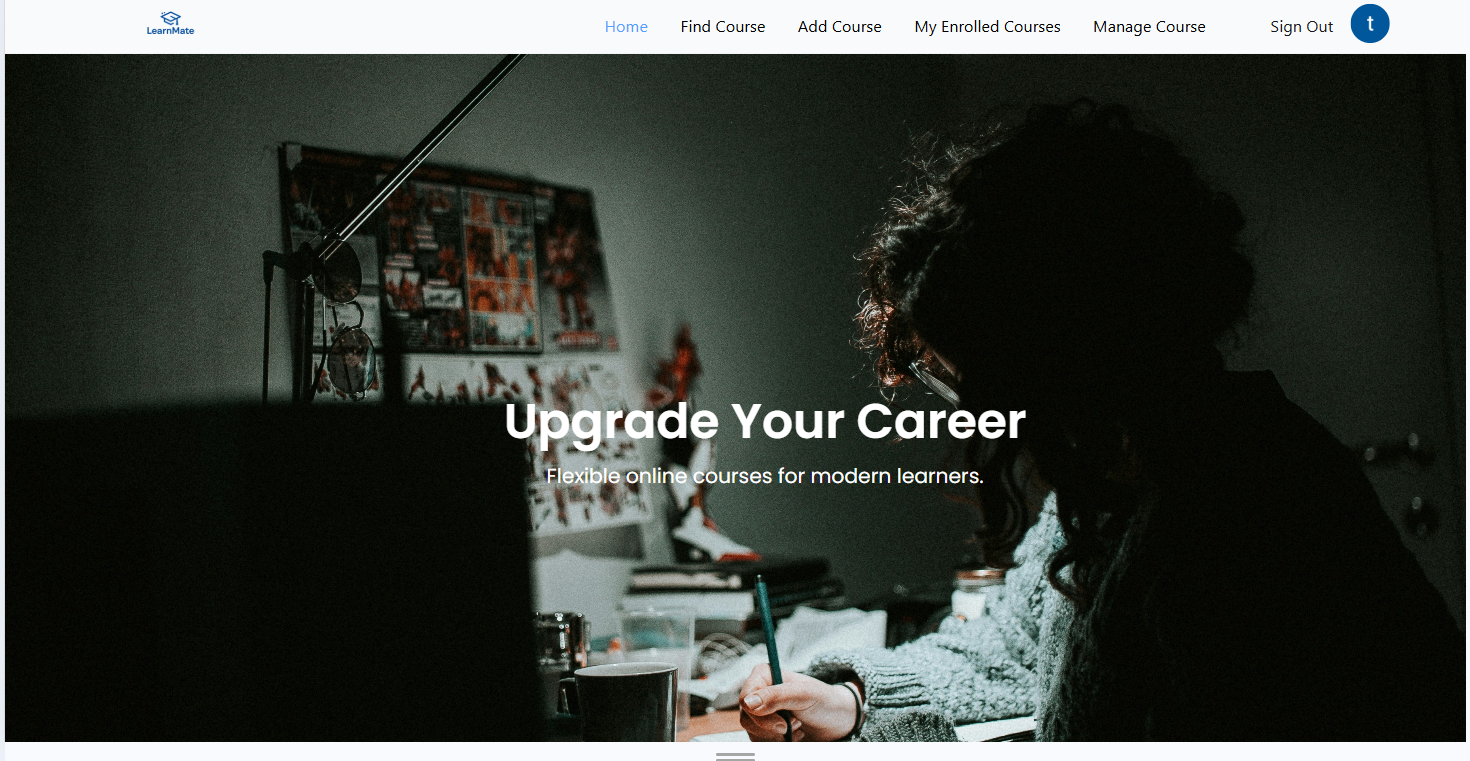 LearnMate
Home Find Course Add Course My Enrolled Courses Manage Course Sign Out t
Upgrade Your Career
Flexible online courses for modern learners.